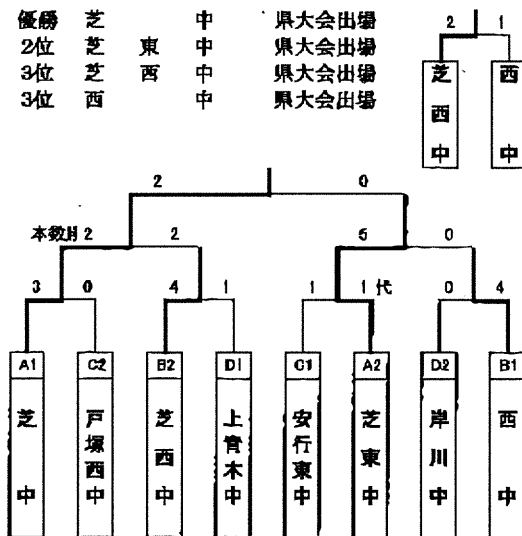 優勝 芝 中 県大会出場
2位 芝 東 中 県大会出場
3位 芝 西 中 県大会出場
3位 西 中 県大会出場
2 1
芝西中 西中
2 0
本数勝 2 2 5 0
3 0 4 1 1 1 代 0 4
A1 C2 B2 D1 C1 A2 D2 B1
芝中 戸塚西中 芝西中 上青木中 安行東中 芝東中 岸川中 西中